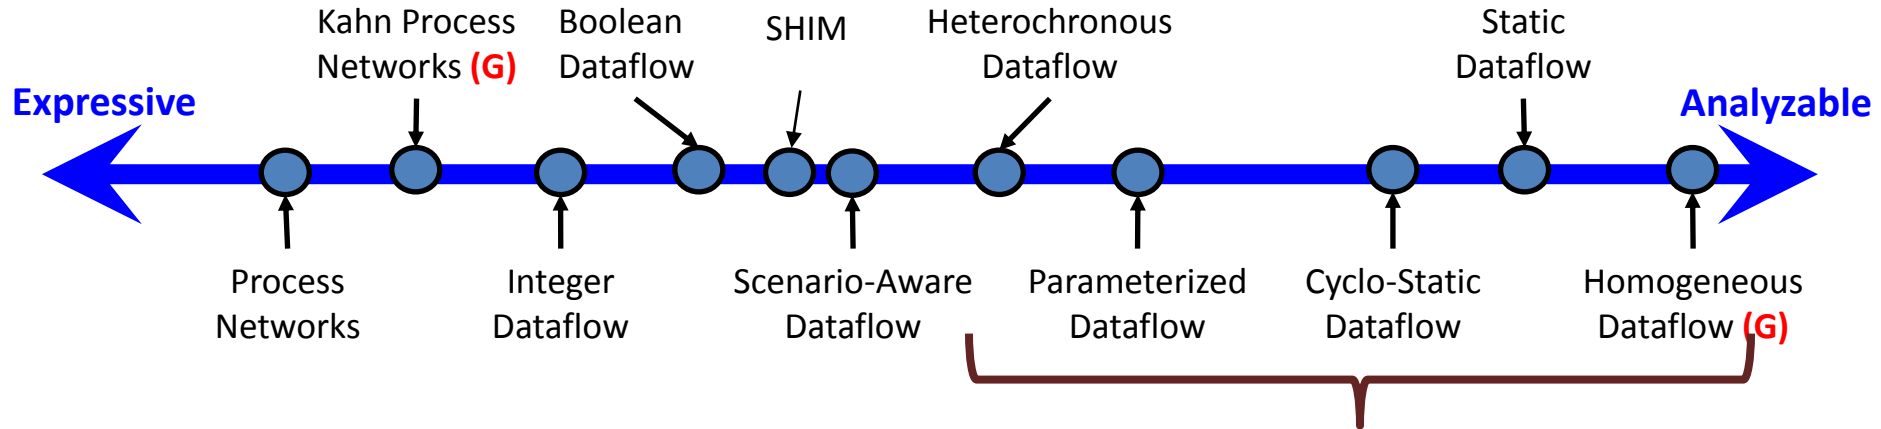 Kahn Process
Networks (G)
Boolean
Dataflow
SHIM
Heterochronous
Dataflow
Static
Dataflow
Expressive
Analyzable
Process
Networks
Integer
Dataflow
Scenario-Aware
Dataflow
Parameterized
Dataflow
Cyclo-Static
Dataflow
Homogeneous
Dataflow (G)